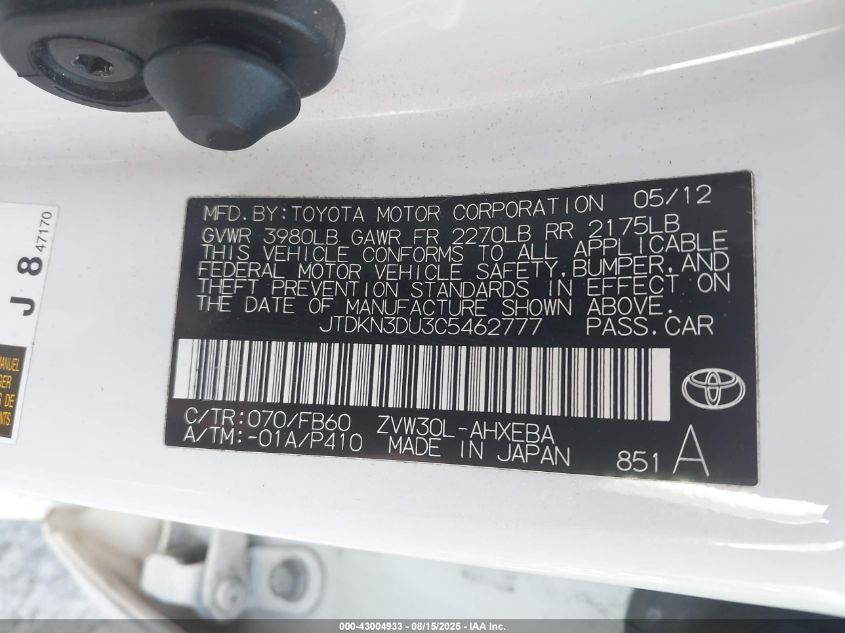 MFD. BY: TOYOTA MOTOR CORPORATION 05/12
GVWR 3980LB GAWR FR 2270LB RR 2175LB
THIS VEHICLE CONFORMS TO ALL APPLICABLE
FEDERAL MOTOR VEHICLE SAFETY, BUMPER, AND
THEFT PREVENTION STANDARDS IN EFFECT ON
THE DATE OF MANUFACTURE SHOWN ABOVE.
JTDKN3DU3C5462777 PASS. CAR
C/TR: 070/FB60 ZVW30L-AHXEBA
A/TM: -01A/P410 MADE IN JAPAN 851 A
J 8 47170
MANUEL
DE
000-43004933 - 08/15/2025 - IAA Inc.